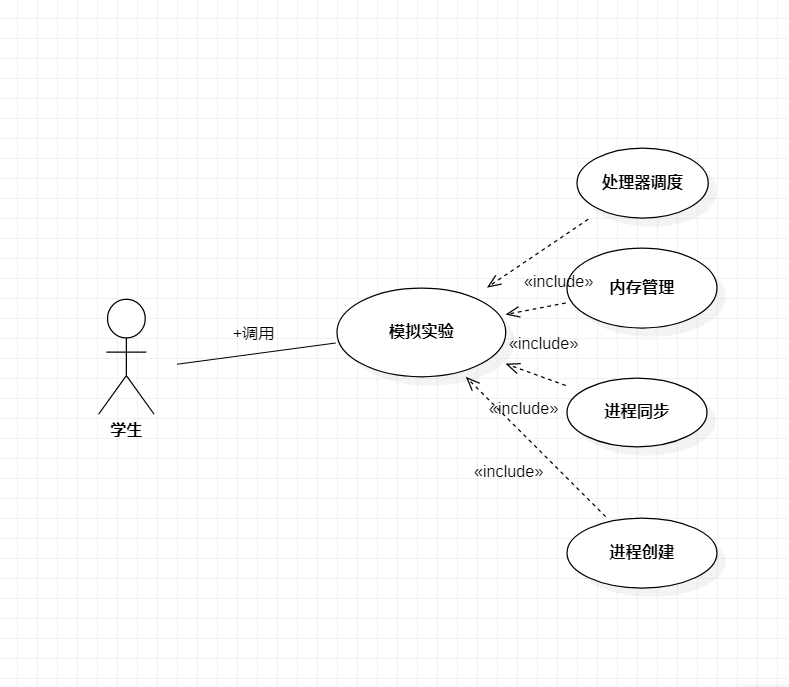 处理器调度
«include»
内存管理
+调用
模拟实验
«include»
«include»
进程同步
学生
«include»
进程创建